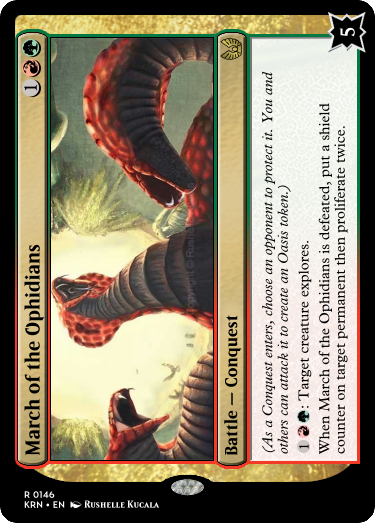 March of the Ophidians
1
Battle — Conquest
5
(As a Conquest enters, choose an opponent to protect it. You and
others can attack it to create an Oasis token.)
1 : Target creature explores.
When March of the Ophidians is defeated, put a shield
counter on target permanent then proliferate twice.
R 0146
KRN • EN Rushelle Kucala